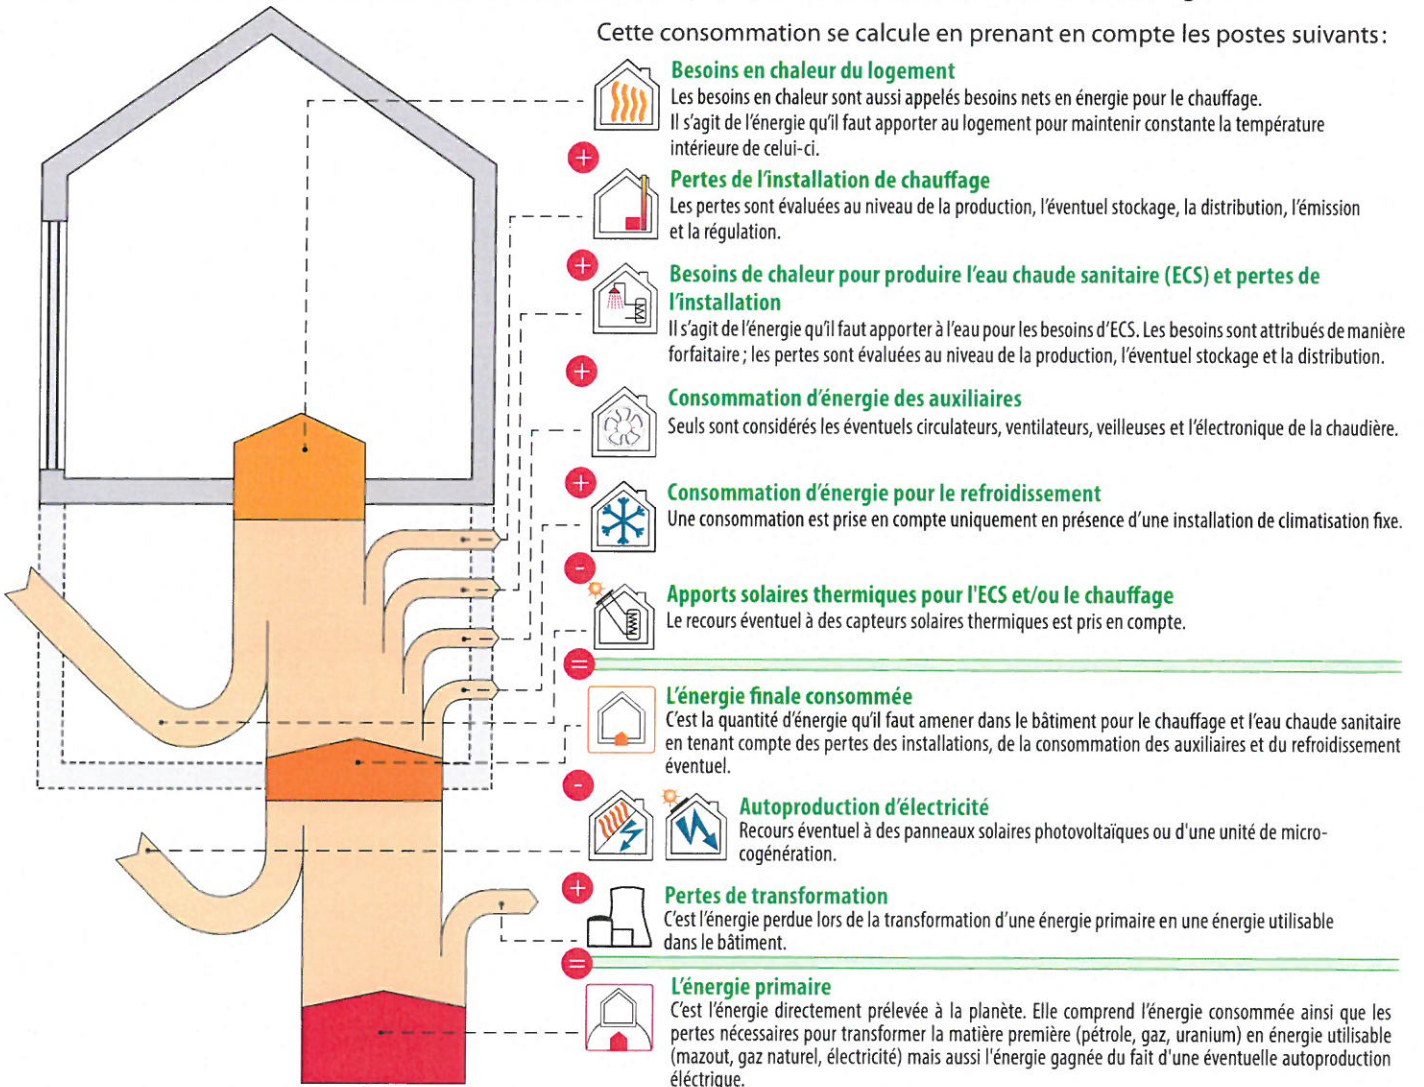 Cette consommation se calcule en prenant en compte les postes suivants:
Besoins en chaleur du logement
Les besoins en chaleur sont aussi appelés besoins nets en énergie pour le chauffage.
Il s'agit de l'énergie qu'il faut apporter au logement pour maintenir constante la température
intérieure de celui-ci.
+
Pertes de l'installation de chauffage
Les pertes sont évaluées au niveau de la production, l'éventuel stockage, la distribution, l'émission
et la régulation.
+
Besoins de chaleur pour produire l'eau chaude sanitaire (ECS) et pertes de
l'installation
Il s'agit de l'énergie qu'il faut apporter à l'eau pour les besoins d'ECS. Les besoins sont attribués de manière
forfaitaire; les pertes sont évaluées au niveau de la production, l'éventuel stockage et la distribution.
+
Consommation d'énergie des auxiliaires
Seuls sont considérés les éventuels circulateurs, ventilateurs, veilleuses et l'électronique de la chaudière.
+
Consommation d'énergie pour le refroidissement
Une consommation est prise en compte uniquement en présence d'une installation de climatisation fixe.
-
Apports solaires thermiques pour l'ECS et/ou le chauffage
Le recours éventuel à des capteurs solaires thermiques est pris en compte.
=
L'énergie finale consommée
C'est la quantité d'énergie qu'il faut amener dans le bâtiment pour le chauffage et l'eau chaude sanitaire
en tenant compte des pertes des installations, de la consommation des auxiliaires et du refroidissement
éventuel.
-
Autoproduction d'électricité
Recours éventuel à des panneaux solaires photovoltaïques ou d'une unité de micro-
cogénération.
+
Pertes de transformation
C'est l'énergie perdue lors de la transformation d'une énergie primaire en une énergie utilisable
dans le bâtiment.
=
L'énergie primaire
C'est l'énergie directement prélevée à la planète. Elle comprend l'énergie consommée ainsi que les
pertes nécessaires pour transformer la matière première (pétrole, gaz, uranium) en énergie utilisable
(mazout, gaz naturel, électricité) mais aussi l'énergie gagnée du fait d'une éventuelle autoproduction
éléctrique.